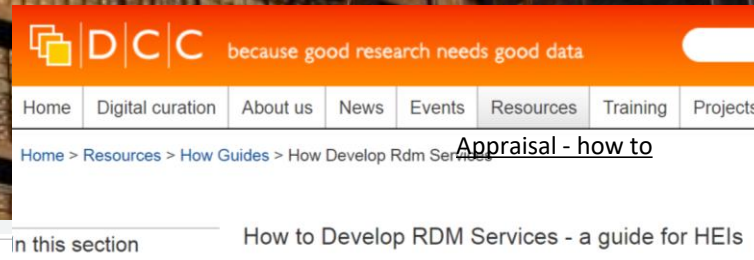 D|C|C because good research needs good data
Home Digital curation About us News Events Resources Training Projects
Home > Resources > How Guides > How Develop Rdm Services
Appraisal - how to
In this section
How to Develop RDM Services - a guide for HEIs